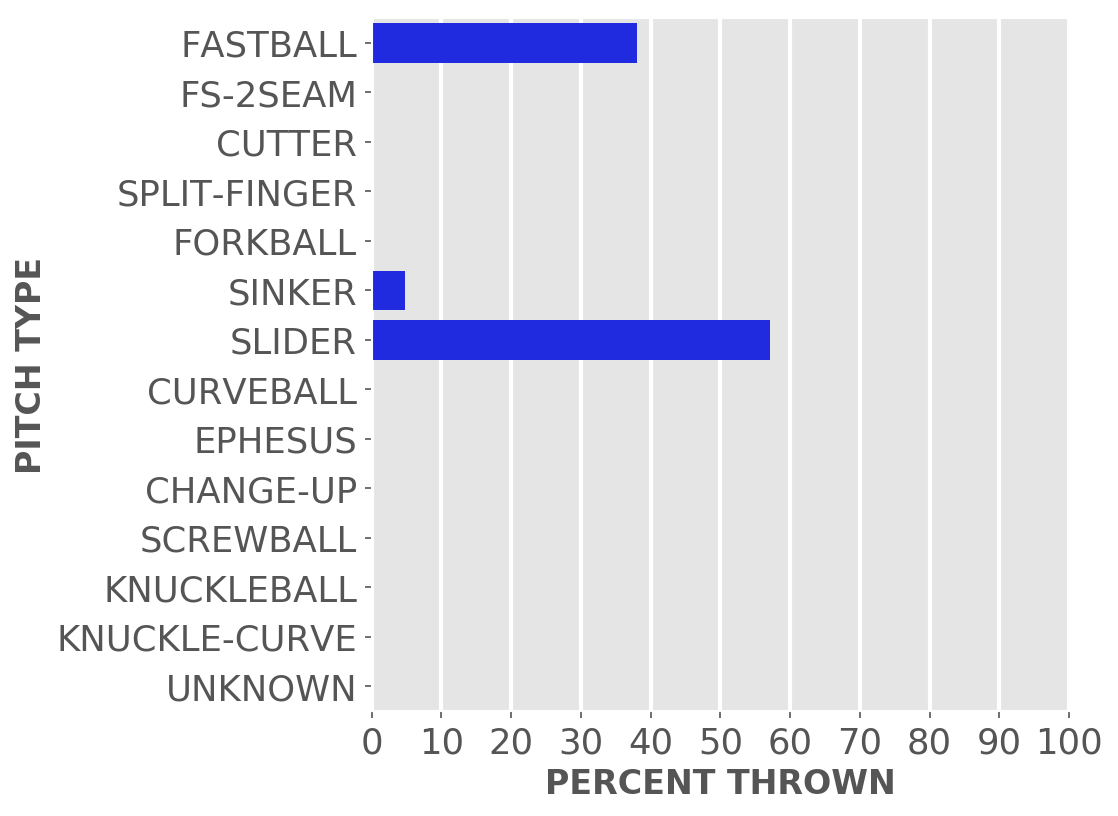 FASTBALL
FS-2SEAM
CUTTER
SPLIT-FINGER
FORKBALL
SINKER
SLIDER
CURVEBALL
EPHESUS
CHANGE-UP
SCREWBALL
KNUCKLEBALL
KNUCKLE-CURVE
UNKNOWN
PITCH TYPE
0 10 20 30 40 50 60 70 80 90 100
PERCENT THROWN